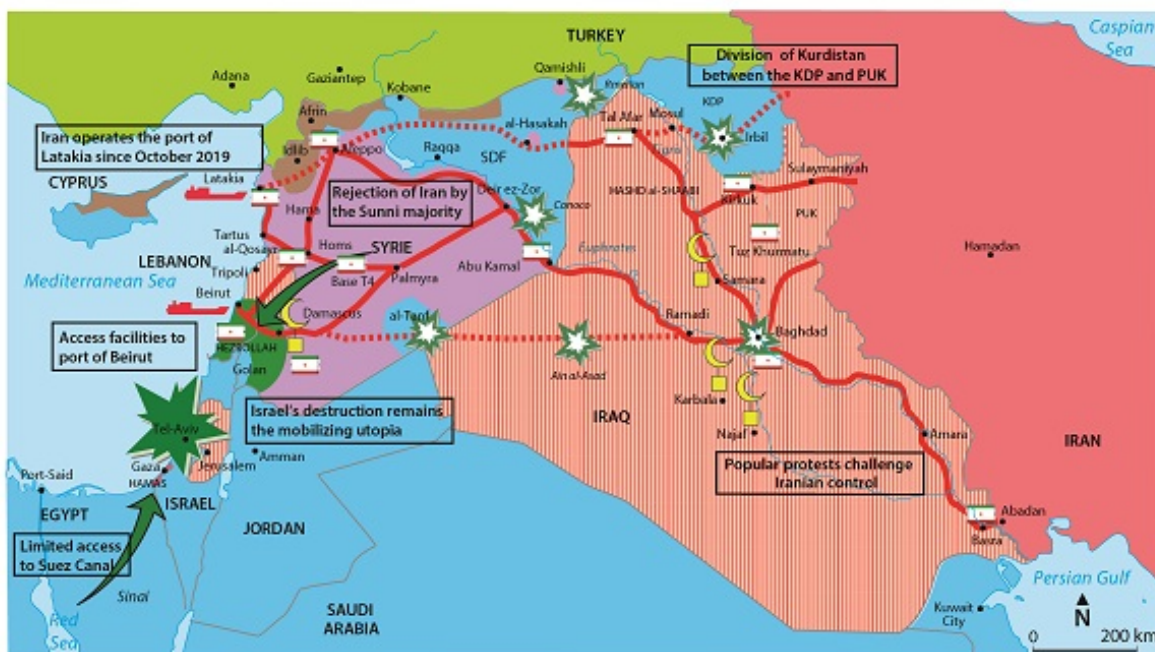 Caspian
Sea
TURKEY
Adana
Gaziantep
Kobane
Qamishli
Division of Kurdistan
between the KDP and PUK
Afrin
al-Hasakah
Tal Afar
Mosul
KDP
Irbil
Iran operates the port of
Latakia since October 2019
Idlib
Aleppo
Raqqa
SDF
CYPRUS
Latakia
Rejection of Iran by
the Sunni majority
Deir ez-Zor
HASHD al-SHAABI
Sulaymaniyah
Kirkuk
PUK
Hama
Conoco
Tartus
al-Qosayr
Homs
SYRIE
Euphrates
Tuz Khurmatu
Hamadan
LEBANON
Mediterranean Sea
Tripoli
Base T4
Palmyra
Abu Kamal
Samara
Beirut
Damascus
al-Tanf
Ramadi
Baghdad
Access facilities to
port of Beirut
HEZBOLLAH
Golan
Ain al-Asad
Karbala
IRAQ
Israel's destruction remains
the mobilizing utopia
Tel-Aviv
Najaf
Amara
IRAN
Jerusalem
Amman
Popular protests challenge
Iranian control
Port-Said
Gaza
HAMAS
ISRAEL
EGYPT
JORDAN
Abadan
Basra
Limited access
to Suez Canal
Sinai
Persian Gulf
SAUDI
ARABIA
Kuwait
City
N
Red
Sea
0 200 km